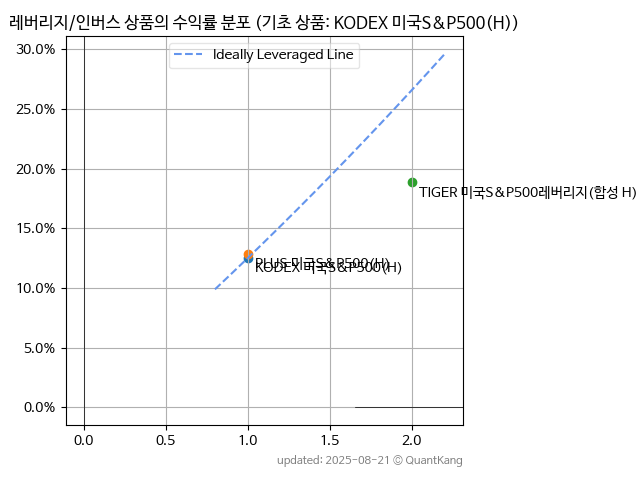 레버리지/인버스 상품의 수익률 분포 (기초 상품: KODEX 미국S&P500(H))
Ideally Leveraged Line
30.0%
25.0%
20.0%
15.0%
10.0%
5.0%
0.0%
TIGER 미국S&P500레버리지(합성 H)
PLUS 미국S&P500(H)
KODEX 미국S&P500(H)
0.0
0.5
1.0
1.5
2.0
updated: 2025-08-21 © QuantKang